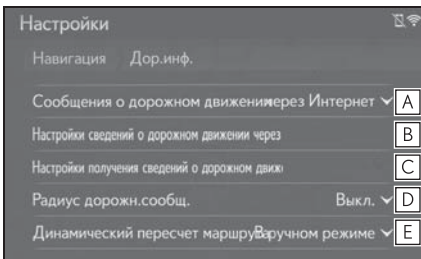 Настройки
Навигация Дор.инф.
Сообщения о дорожном движении через Интернет A
Настройки сведений о дорожном движении через B
Настройки получения сведений о дорожном движ C
Радиус дорожн.сообщ. Выкл. D
Динамический пересчет маршру В ручном режиме E